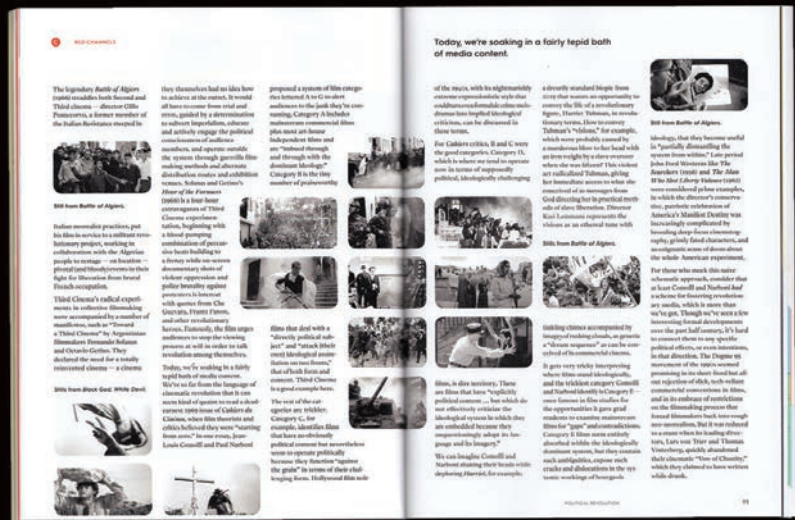 C
RED CHANNELS
Today, we're soaking in a fairly tepid bath
of media content.
The legendary Battle of Algiers
(1966) straddles both Second and
Third cinema — director Gillo
Pontecorvo, a former member of
the Italian Resistance steeped in
Still from Battle of Algiers.
Italian neorealist practices, put
his film in service to a militant revo-
lutionary project, working in
collaboration with the Algerian
people to restage — on location —
pivotal (and bloody) events in their
fight for liberation from brutal
French occupation.
Third Cinema's radical experi-
ments in collective filmmaking
were accompanied by a number of
manifestos, such as "Toward
a Third Cinema" by Argentinian
filmmakers Fernando Solanas
and Octavio Getino. They
declared the need for a totally
reinvented cinema — a cinema
Stills from Black God, White Devil.
they themselves had no idea how
to achieve at the outset. It would
all have to come from trial and
error, guided by a determination
to subvert imperialism, educate
and actively engage the political
consciousness of audience
members, and operate outside
the system through guerrilla film-
making methods and alternate
distribution routes and exhibition
venues. Solanas and Getino's
Hour of the Furnaces
(1968) is a four-hour
extravaganza of Third
Cinema experimen-
tation, beginning with
a blood-pumping
combination of percus-
sive beats building to
a frenzy while on-screen
documentary shots of
violent oppression and
police brutality against
protesters is intercut
with quotes from Che
Guevara, Frantz Fanon,
and other revolutionary
heroes. Famously, the film urges
audiences to stop the viewing
process at will in order to talk
revolution among themselves.
Today, we're soaking in a fairly
tepid bath of media content.
We're so far from the language of
cinematic revolution that it can
seem kind of quaint to read a
1969 issue of Cahiers du
Cinéma, when film theorists and
critics believed they were "starting
from zero." In one essay, Jean-
Louis Comolli and Paul Narboni
proposed a system of film catego-
ries lettered A to G to alert
audiences to the junk they're con-
suming. Category A includes
mainstream commercial films
plus most art-house
independent films and
are "imbued through
and through with the
dominant ideology."
Category B is the tiny
number of praiseworthy
films that deal with a
"directly political sub-
ject" and "attack [their
own] ideological assim-
ilation on two fronts,"
that of both form and
content. Third Cinema
is a good example here.
The rest of the cat-
egories are trickier.
Category C, for
example, identifies films
that have no obviously
political content but nevertheless
seem to operate politically
because they function "against
the grain" in terms of their chal-
lenging form. Hollywood film noir
of the 1940s, with its nightmarishly
extreme expressionistic style that
could turn even formulaic crime melo-
dramas into implied ideological
criticism, can be discussed in
these terms.
For Cahiers critics, B and C were
the good categories. Category D,
which is where we tend to operate
now in terms of supposedly
political, ideologically challenging
films, is dire territory. These
are films that have "explicitly
political content ... but which do
not effectively criticize the
ideological system in which they
are embedded because they
unquestioningly adopt its lan-
guage and its imagery."
We can imagine Comolli and
Narboni shaking their heads while
deploring Harriet, for example,
a drearily standard biopic from
2019 that wastes an opportunity to
convey the life of a revolutionary
figure, Harriet Tubman, in revolu-
tionary terms. How to convey
Tubman's "visions," for example,
which were probably caused by
a murderous blow to her head with
an iron weight by a slave overseer
when she was fifteen? This violent
act radicalized Tubman, giving
her immediate access to what she
conceived of as messages from
God directing her in practical meth-
ods of slave liberation. Director
Kasi Lemmons represents the
visions as an ethereal tune with
Stills from Battle of Algiers.
tinkling chimes accompanied by
images of rushing clouds, as generic
a "dream sequence" as can be con-
ceived of in commercial cinema.
It gets very tricky interpreting
where films stand ideologically,
and the trickiest category Comolli
and Narboni identify is Category E —
once famous in film studies for
the opportunities it gave grad
students to examine mainstream
films for "gaps" and contradictions.
Category E films seem entirely
absorbed within the ideologically
dominant system, but they contain
such ambiguities, expose such
cracks and dislocations in the sys-
temic workings of bourgeois
Still from Battle of Algiers.
ideology, that they become useful
in "partially dismantling the
system from within." Late period
John Ford Westerns like The
Searchers (1956) and The Man
Who Shot Liberty Valance (1962)
were considered prime examples,
in which the director's conserva-
tive, patriotic celebration of
America's Manifest Destiny was
increasingly complicated by
brooding deep-focus cinematog-
raphy, grimly fated characters, and
an enigmatic sense of doom about
the whole American experiment.
For those who mock this naive
schematic approach, consider that
at least Comolli and Narboni had
a scheme for fostering revolution-
ary media, which is more than
we've got. Though we've seen a few
interesting formal developments
over the past half century, it's hard
to connect them to any specific
political effects, or even intentions,
in that direction. The Dogme 95
movement of the 1990s seemed
promising in its short-lived but all-
out rejection of slick, tech-reliant
commercial conventions in films,
and in its embrace of restrictions
on the filmmaking process that
forced filmmakers back into rough
neo-neorealism. But it was reduced
to a stunt when its leading direc-
tors, Lars von Trier and Thomas
Vinterberg, quickly abandoned
their cinematic "Vow of Chastity,"
which they claimed to have written
while drunk.
POLITICAL REVOLUTION